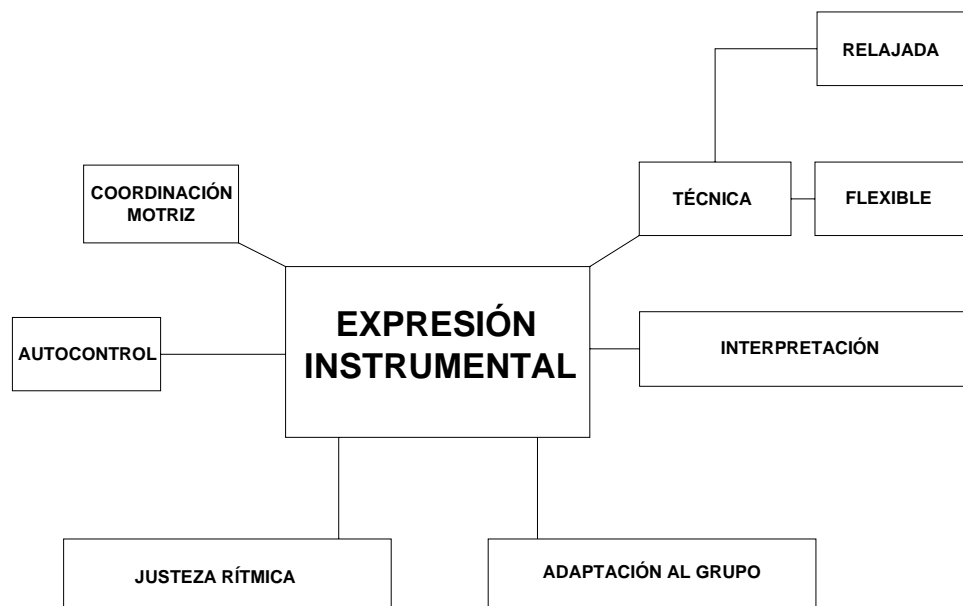 RELAJADA
COORDINACIÓN
MOTRIZ
TÉCNICA
FLEXIBLE
EXPRESIÓN
INSTRUMENTAL
AUTOCONTROL
INTERPRETACIÓN
JUSTEZA RÍTMICA
ADAPTACIÓN AL GRUPO